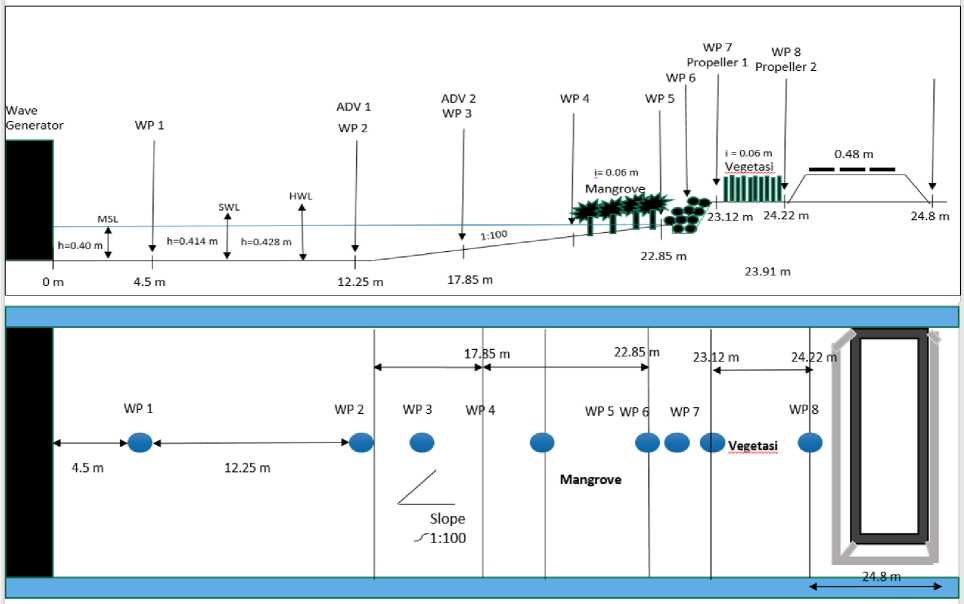 WP 7
Propeller 1
WP 8
Propeller 2
WP 6
Wave
Generator
WP 1
ADV 1
WP 2
ADV 2
WP 3
WP 4
WP 5
i= 0.06 m
Mangrove
i = 0.06 m
Vegetasi
0.48 m
MSL
SWL
HWL
h=0.40 m
h=0.414 m
h=0.428 m
1:100
23.12 m
24.22 m
24.8 m
22.85 m
23.91 m
0 m
4.5 m
12.25 m
17.85 m
17.85 m
22.85 m
23.12 m
24.22 m
WP 1
WP 2
WP 3
WP 4
WP 5
WP 6
WP 7
WP 8
Vegetasi
4.5 m
12.25 m
Mangrove
Slope
1:100
24.8 m